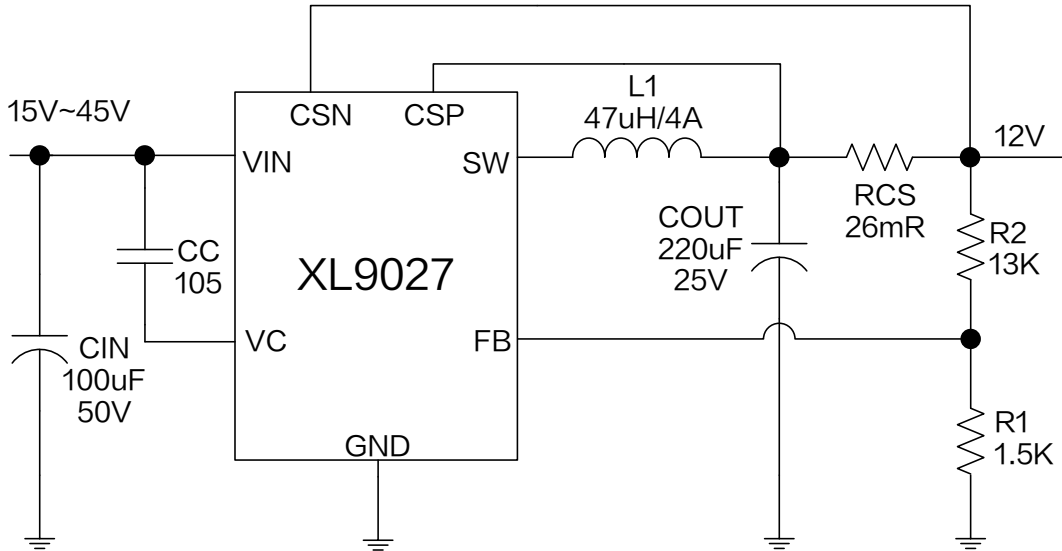 15V~45V
CSN
CSP
L1
47uH/4A
12V
VIN
SW
RCS
26mR
CC
105
XL9027
COUT
220uF
25V
R2
13K
CIN
100uF
50V
VC
FB
GND
R1
1.5K